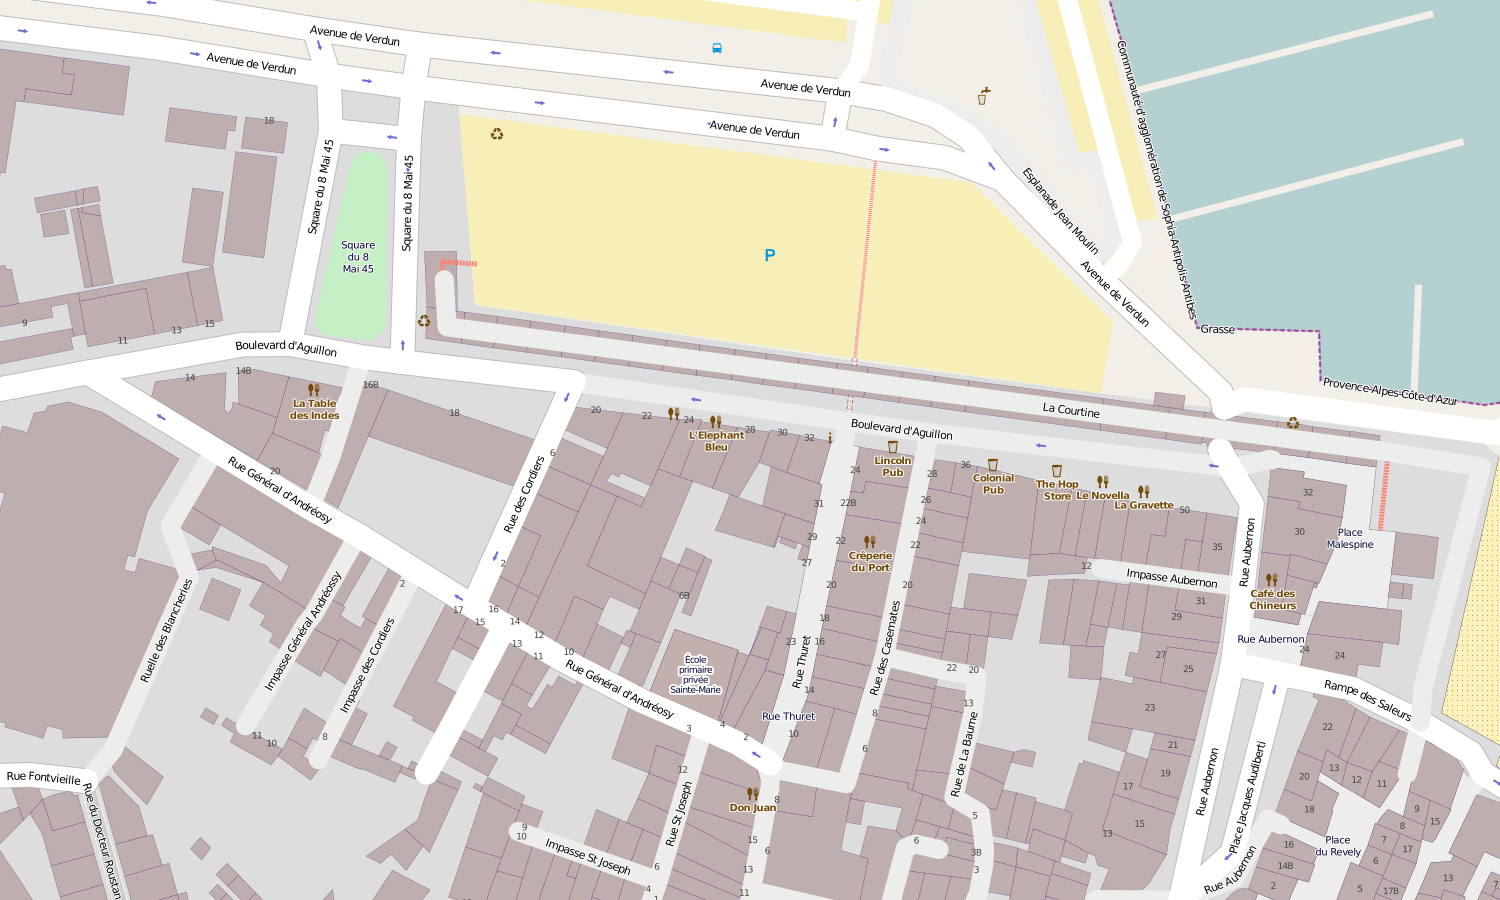 Avenue de Verdun
Avenue de Verdun
Avenue de Verdun
Avenue de Verdun
Communauté d'agglomération de Sophia Antipolis Antibes
18
Square du 8 Mai 45
Square du 8 Mai 45
Square
du 8
Mai 45
P
Esplanade Jean Moulin
Avenue de Verdun
Grasse
Provence-Alpes-Côte-d'Azur
9
11
13
15
Boulevard d'Aguillon
14
14B
16B
La Table
des Indes
18
20
22
24
L'Elephant
Bleu
28
30
32
La Courtine
Boulevard d'Aguillon
Lincoln
Pub
24
28
36
Colonial
Pub
The Hop
Store
Le Novella
La Gravette
50
32
30
35
Place
Malespine
20
Rue Général d'Andréosy
Rue des Cordiers
6
2
31
22B
26
24
29
22
22
27
Crêperie
du Port
20
20
12
Impasse Aubernon
Rue Aubernon
Café des
Chineurs
31
29
Rue Aubernon
24
24
27
25
Ruelle des Blancheries
Impasse Général Andréossy
Impasse des Cordiers
2
17
16
15
14
13
12
11
10
6B
École
primaire
privée
Sainte-Marie
Rue Général d'Andréosy
18
23
16
Rue Thuret
14
Rue Thuret
10
Rue des Casemates
22
20
13
8
6
Rue de La Baume
23
21
19
17
15
13
Rampe des Saleurs
22
20
13
12
11
18
9
8
15
7
17
6
16
14B
2
5
17B
13
7
Place
du Revely
Place Jacques Audiberti
Rue Aubernon
Rue Aubernon
11
10
8
Rue Fontvieille
Rue du Docteur Roustan
3
4
2
12
Rue St Joseph
Don Juan
8
15
6
13
11
9
10
Impasse St Joseph
6
4
1
6
5
3B
3